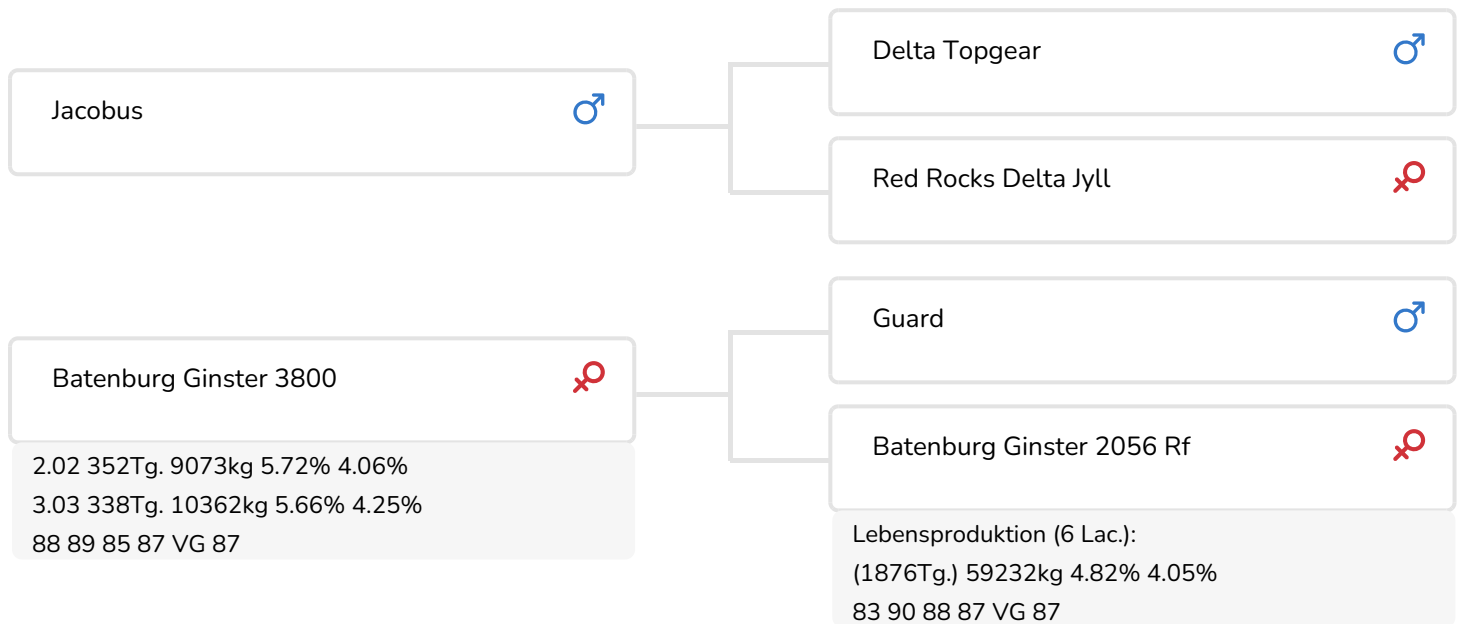 Delta Topgear
Jacobus
Red Rocks Delta Jyll
Guard
Batenburg Ginster 3800
Batenburg Ginster 2056 Rf
2.02 352Tg. 9073kg 5.72% 4.06%
3.03 338Tg. 10362kg 5.66% 4.25%
88 89 85 87 VG 87
Lebensproduktion (6 Lac.):
(1876Tg.) 59232kg 4.82% 4.05%
83 90 88 87 VG 87